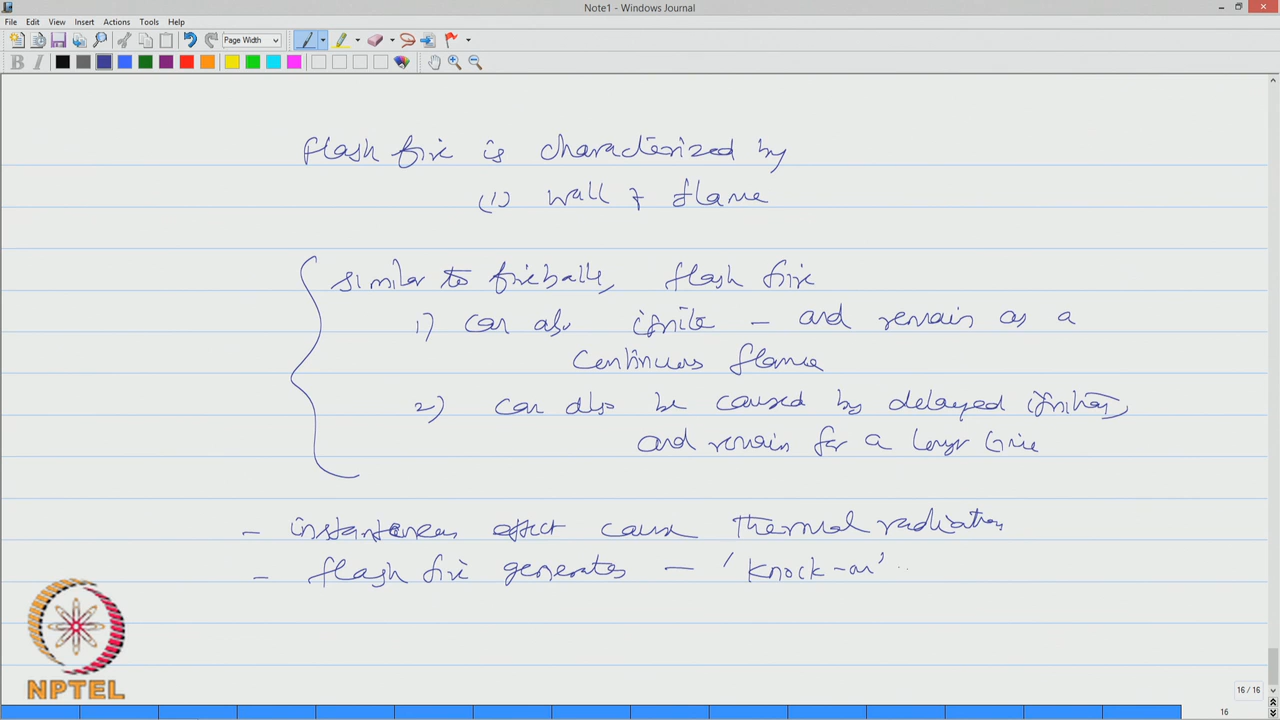 Note1 - Windows Journal
File Edit View Insert Actions Tools Help
Page Width
flash fire is characterized by
(1) wall of flame
similar to fireballs, flash fire
1) can also ignite - and remain as a
continuous flame
2) can also be caused by delayed ignition,
and remain for a longer time
- instantaneous effect cause thermal radiation
- flash fire generates - 'knock-on'
NPTEL
16 / 16
16